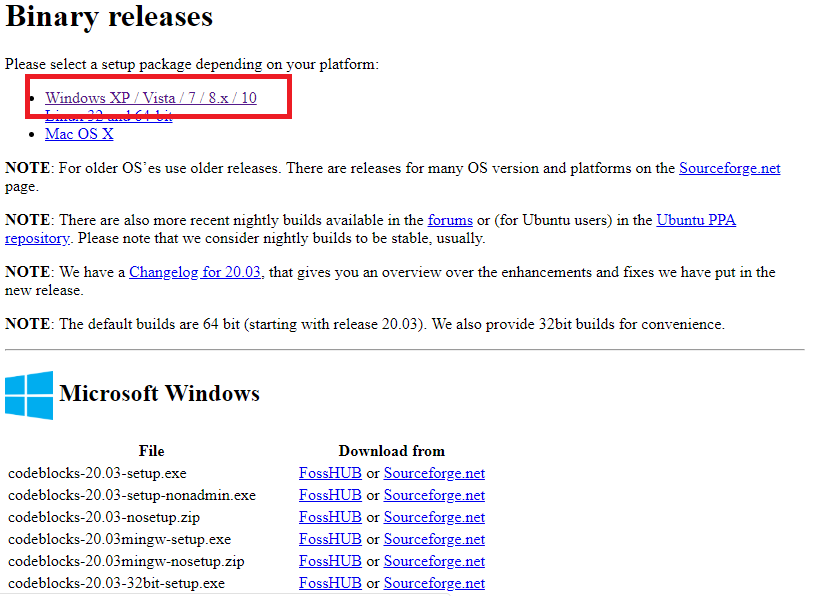 Binary releases
Please select a setup package depending on your platform:
Windows XP / Vista / 7 / 8.x / 10
Linux 32 and 64-bit
Mac OS X
NOTE: For older OS’es use older releases. There are releases for many OS version and platforms on the Sourceforge.net
page.
NOTE: There are also more recent nightly builds available in the forums or (for Ubuntu users) in the Ubuntu PPA
repository. Please note that we consider nightly builds to be stable, usually.
NOTE: We have a Changelog for 20.03, that gives you an overview over the enhancements and fixes we have put in the
new release.
NOTE: The default builds are 64 bit (starting with release 20.03). We also provide 32bit builds for convenience.
Microsoft Windows
File Download from
codeblocks-20.03-setup.exe FossHUB or Sourceforge.net
codeblocks-20.03-setup-nonadmin.exe FossHUB or Sourceforge.net
codeblocks-20.03-nosetup.zip FossHUB or Sourceforge.net
codeblocks-20.03mingw-setup.exe FossHUB or Sourceforge.net
codeblocks-20.03mingw-nosetup.zip FossHUB or Sourceforge.net
codeblocks-20.03-32bit-setup.exe FossHUB or Sourceforge.net